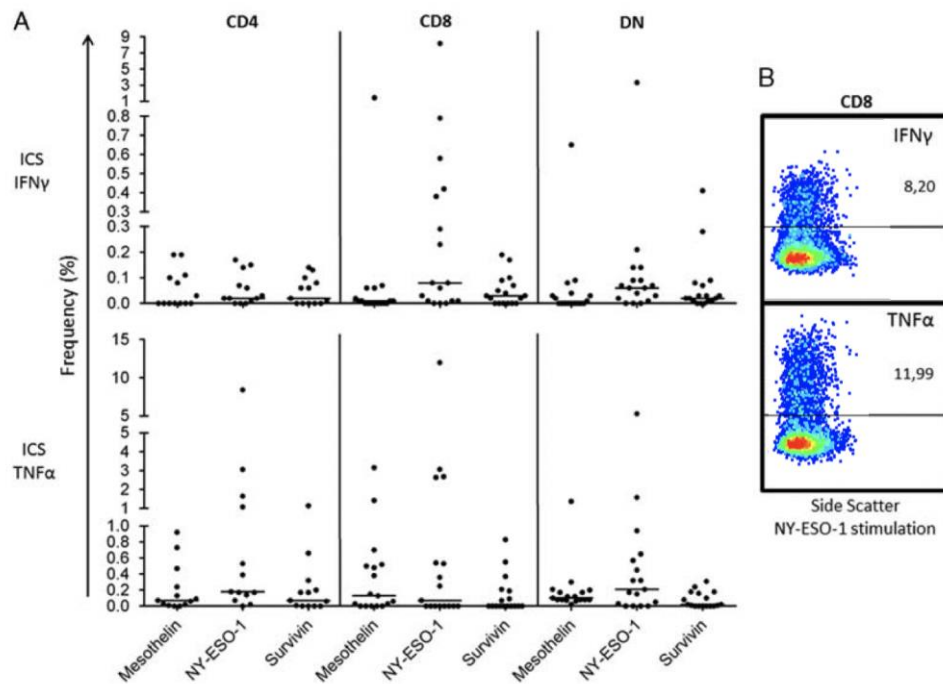 A
CD4
CD8
DN
9
7
5
3
1
0.8
0.7
0.6
0.5
0.4
0.3
0.3
0.2
0.1
0.0
ICS
IFNγ
Frequency (%)
15
10
5
5
4
3
2
1
1.0
0.8
0.6
0.4
0.2
0.0
ICS
TNFα
Mesothelin
NY-ESO-1
Survivin
Mesothelin
NY-ESO-1
Survivin
Mesothelin
NY-ESO-1
Survivin
B
CD8
IFNγ
8,20
TNFα
11,99
Side Scatter
NY-ESO-1 stimulation